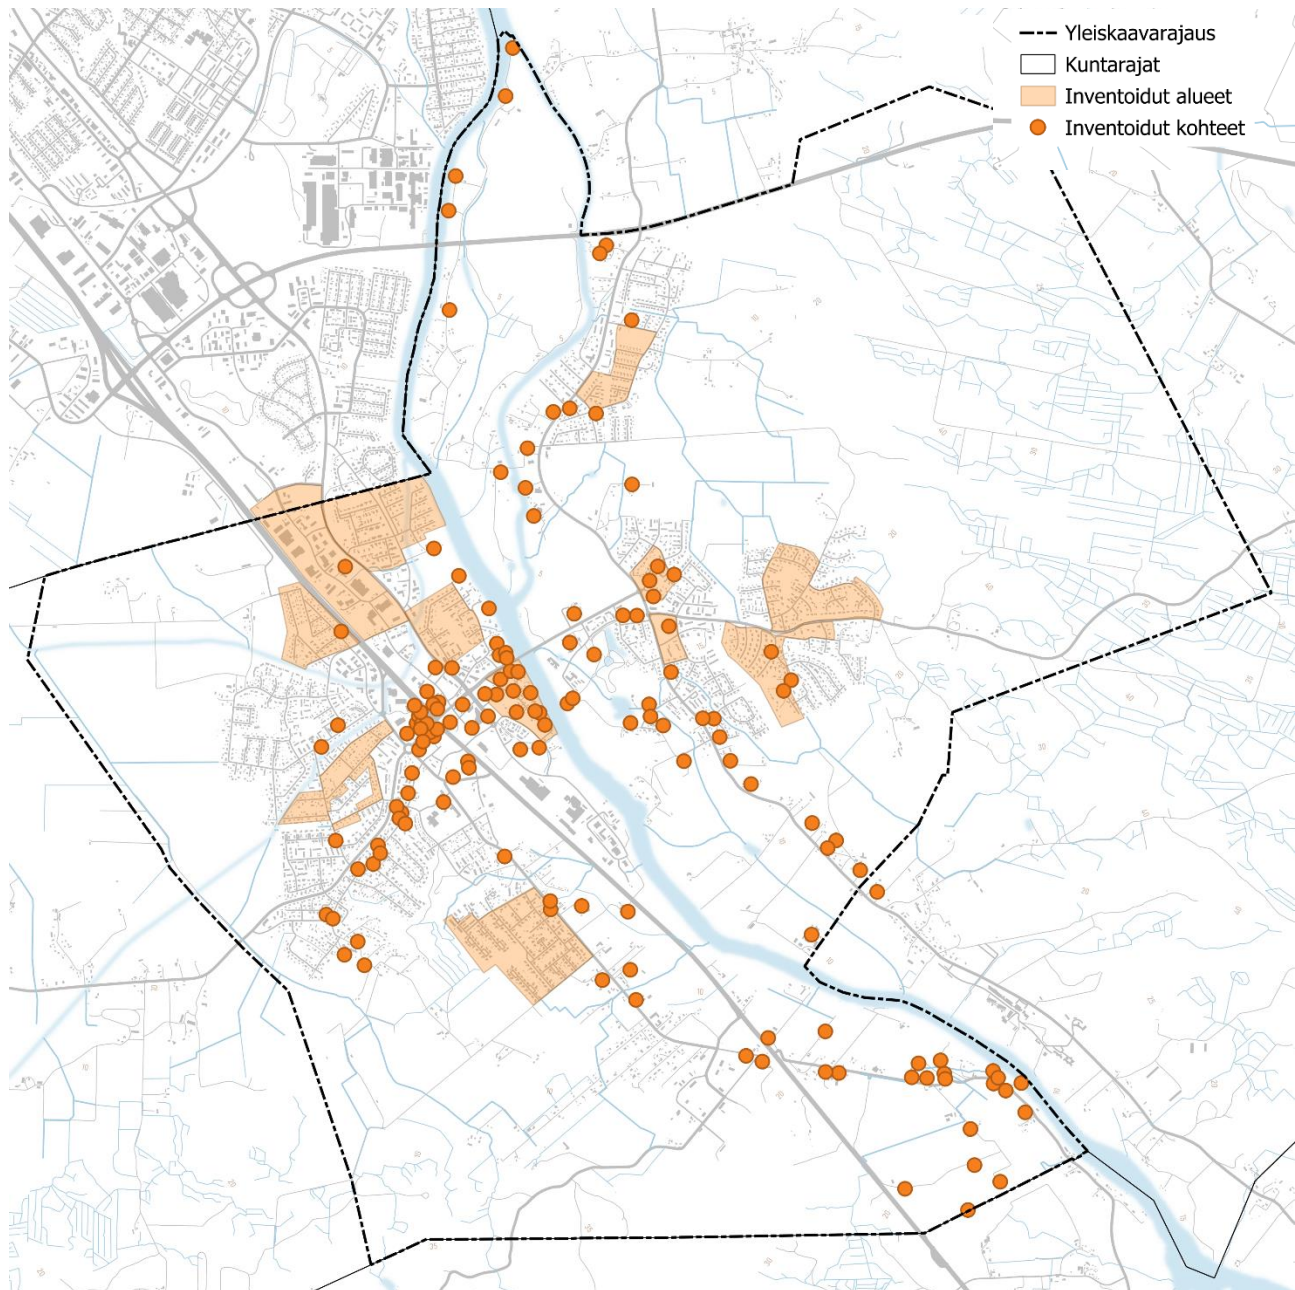 Yleiskaavarajaus
Kuntarajat
Inventoidut alueet
Inventoidut kohteet